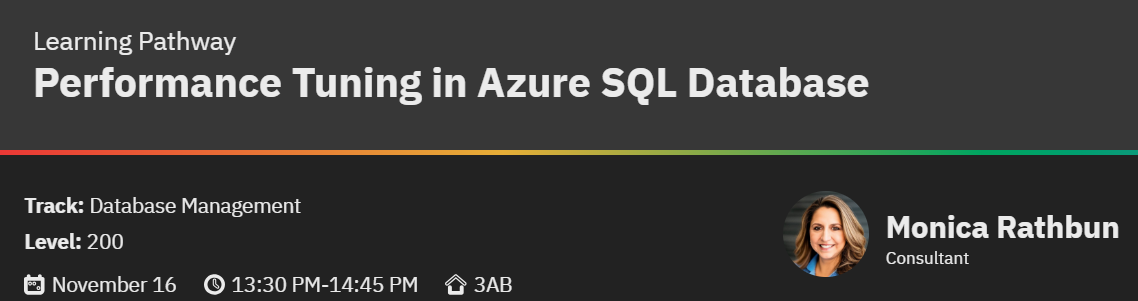 Learning Pathway
Performance Tuning in Azure SQL Database
Track: Database Management
Level: 200
November 16 13:30 PM-14:45 PM 3AB
Monica Rathbun
Consultant